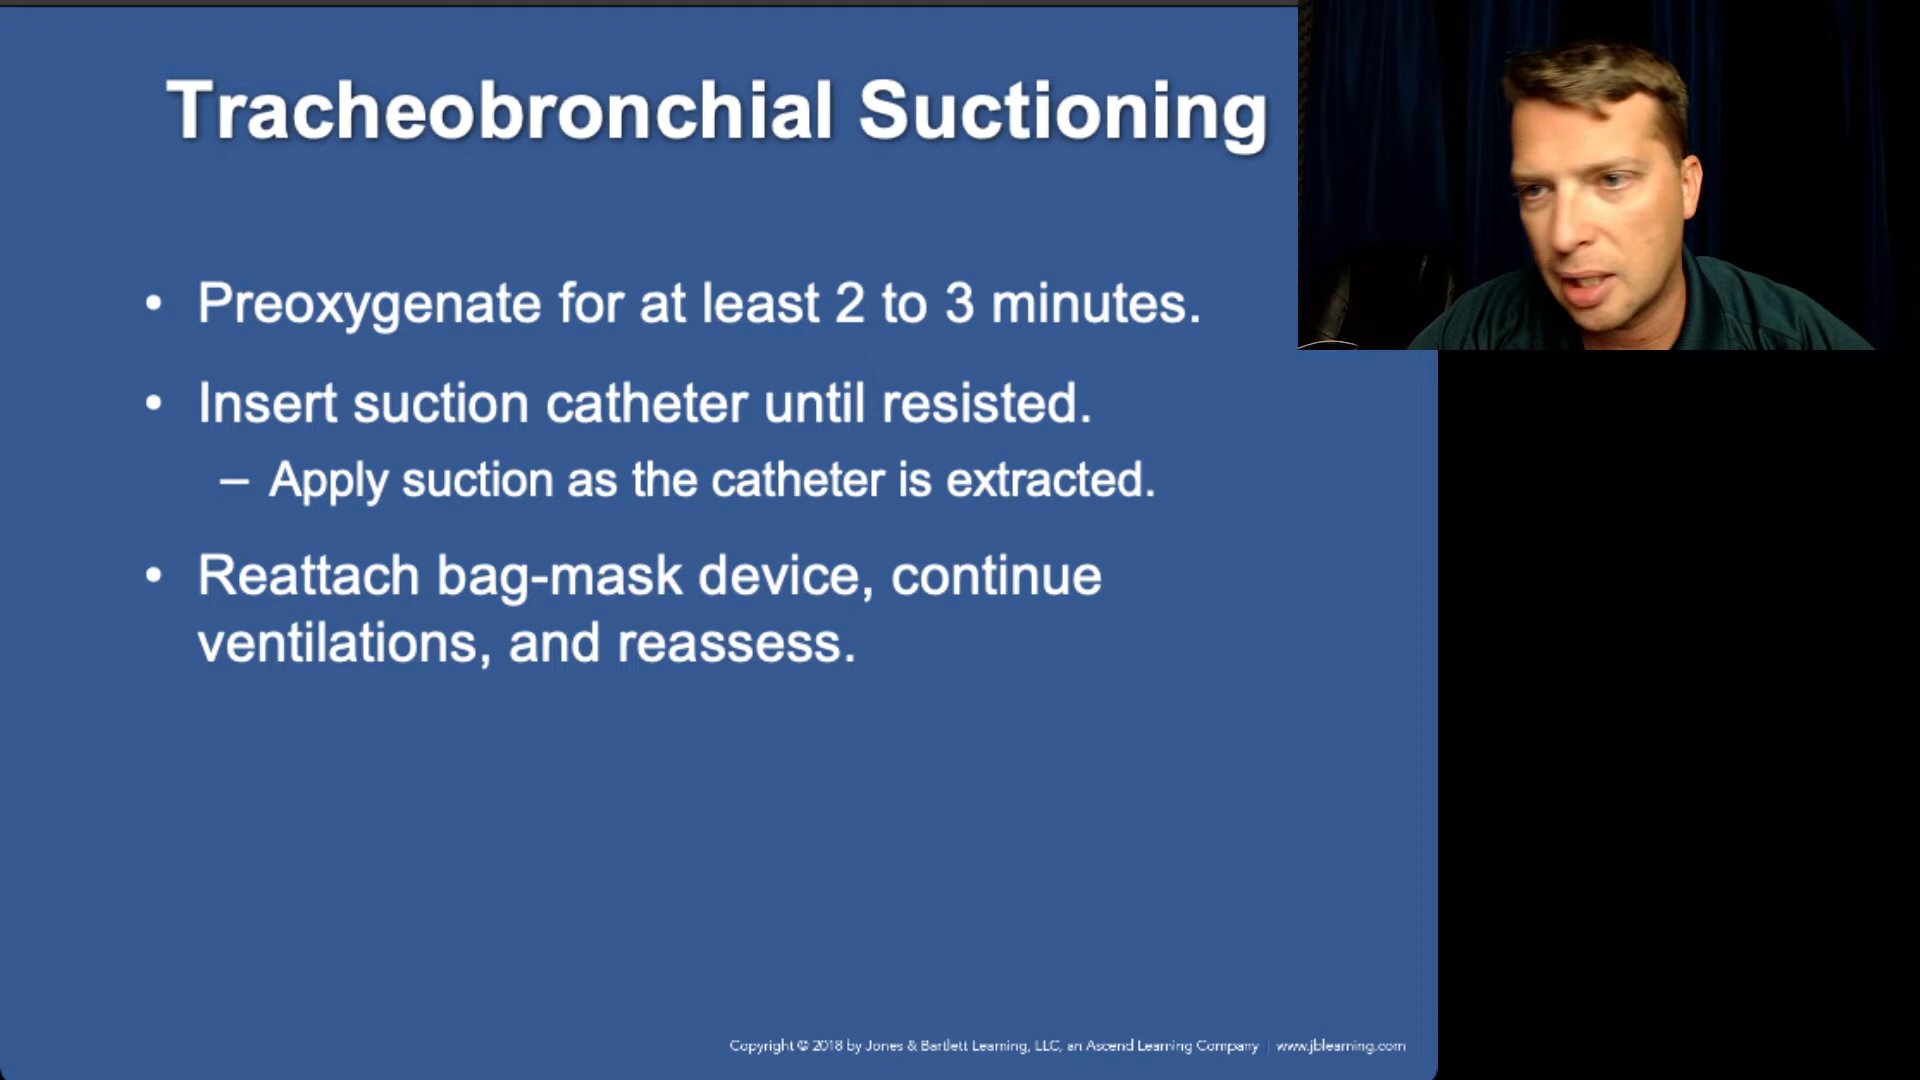 Tracheobronchial Suctioning
• Preoxygenate for at least 2 to 3 minutes.
• Insert suction catheter until resisted.
– Apply suction as the catheter is extracted.
• Reattach bag-mask device, continue
ventilations, and reassess.
Copyright © 2018 by Jones & Bartlett Learning, LLC, an Ascend Learning Company | www.jblearning.com